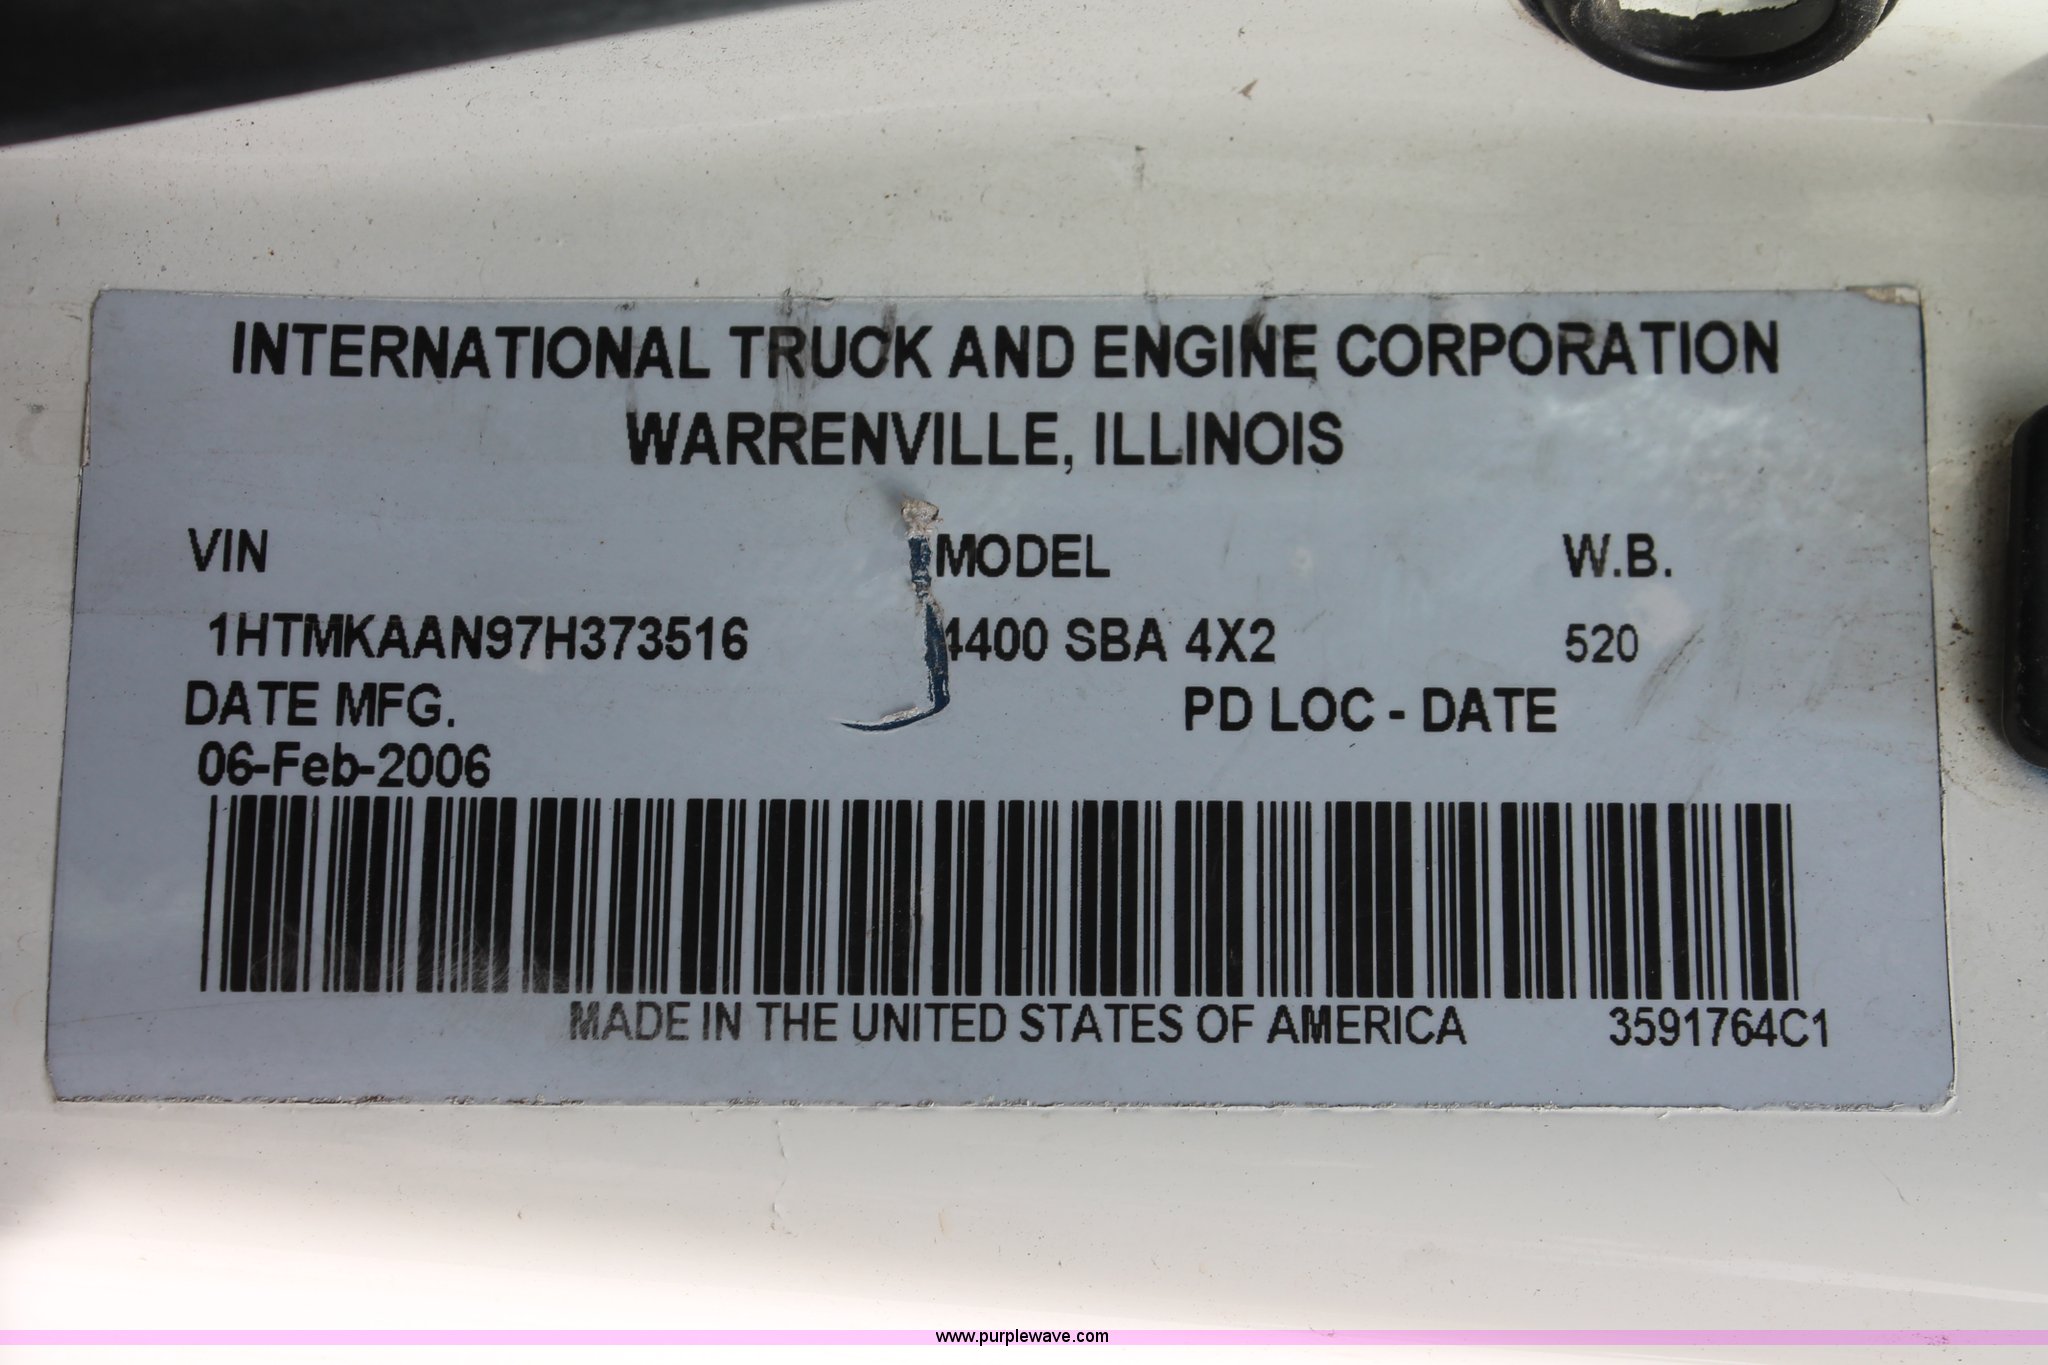 INTERNATIONAL TRUCK AND ENGINE CORPORATION
WARRENVILLE, ILLINOIS
VIN MODEL W.B.
1HTMKAAN97H373516 4400 SBA 4X2 520
DATE MFG. PD LOC - DATE
06-Feb-2006
MADE IN THE UNITED STATES OF AMERICA 3591764C1
www.purplewave.com